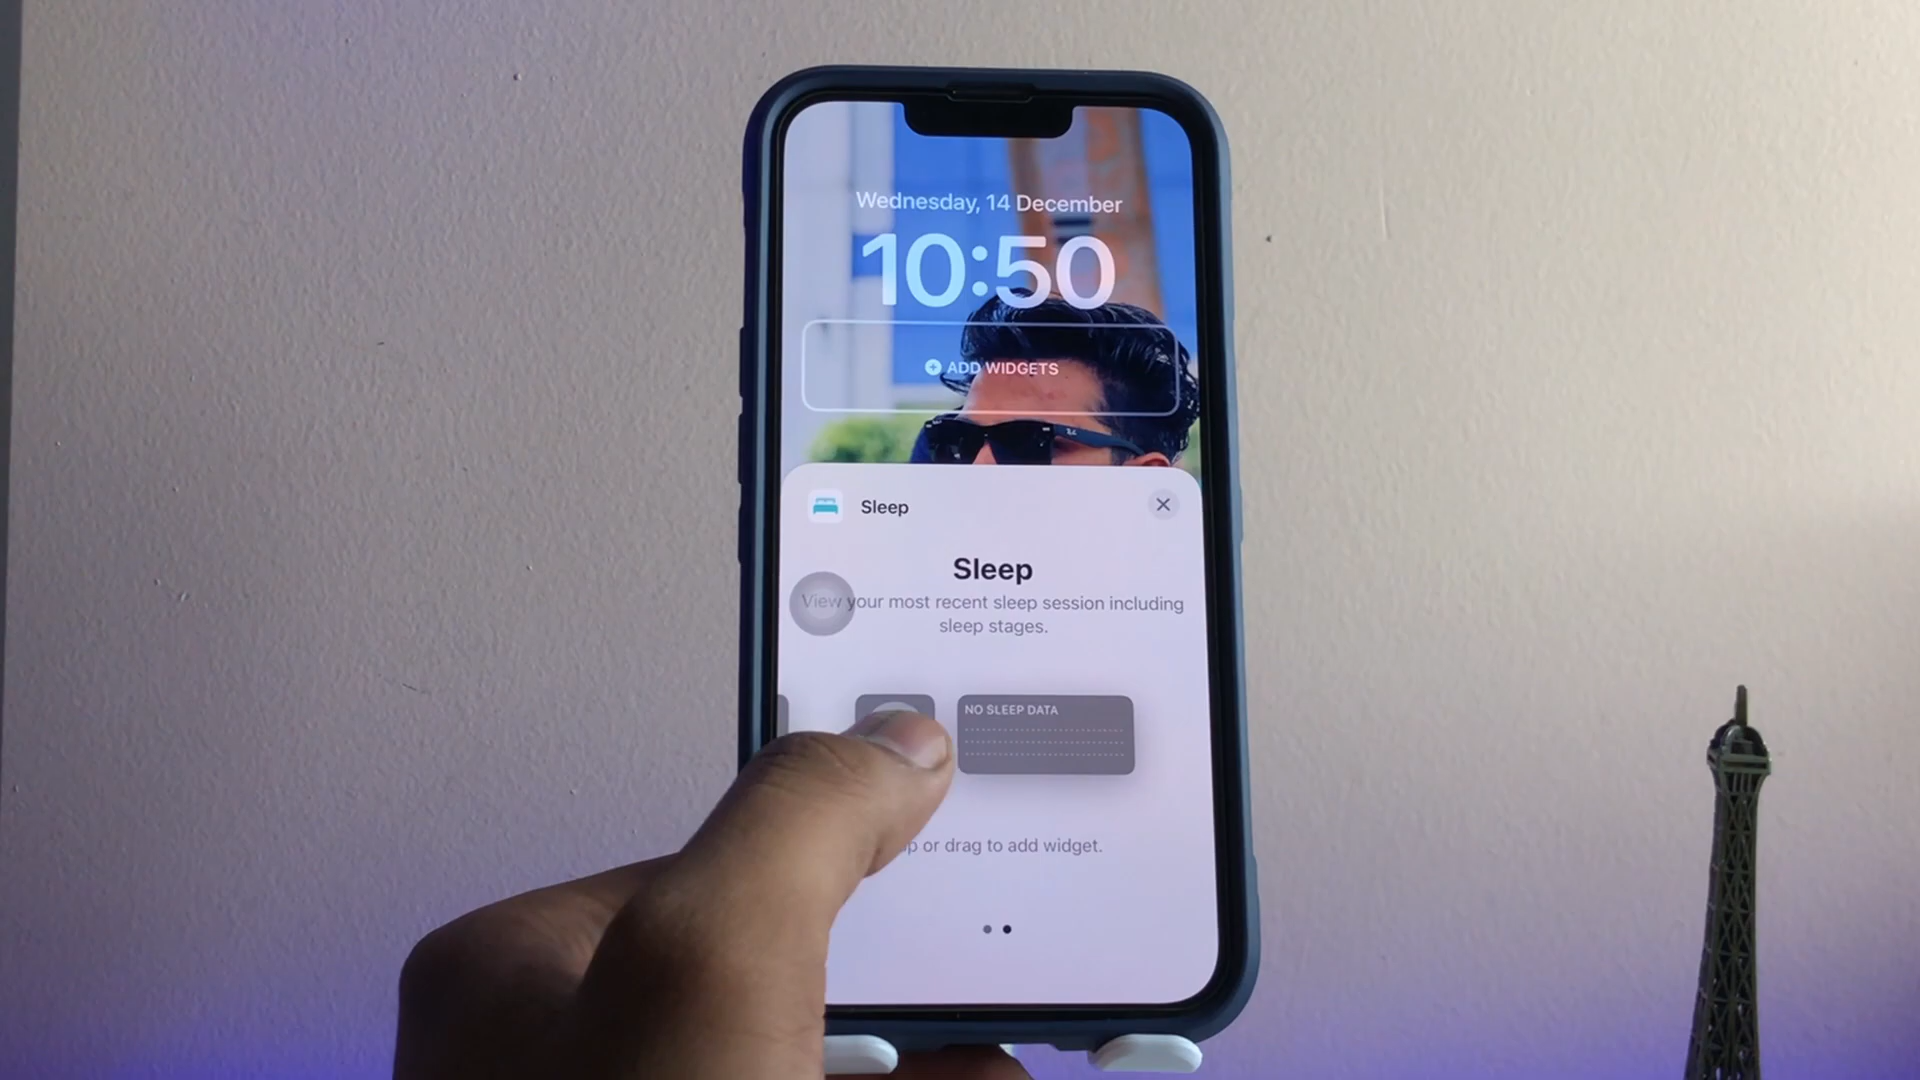 Wednesday, 14 December
10:50
ADD WIDGETS
Sleep
Sleep
View your most recent sleep session including
sleep stages.
NO SLEEP DATA
or drag to add widget.